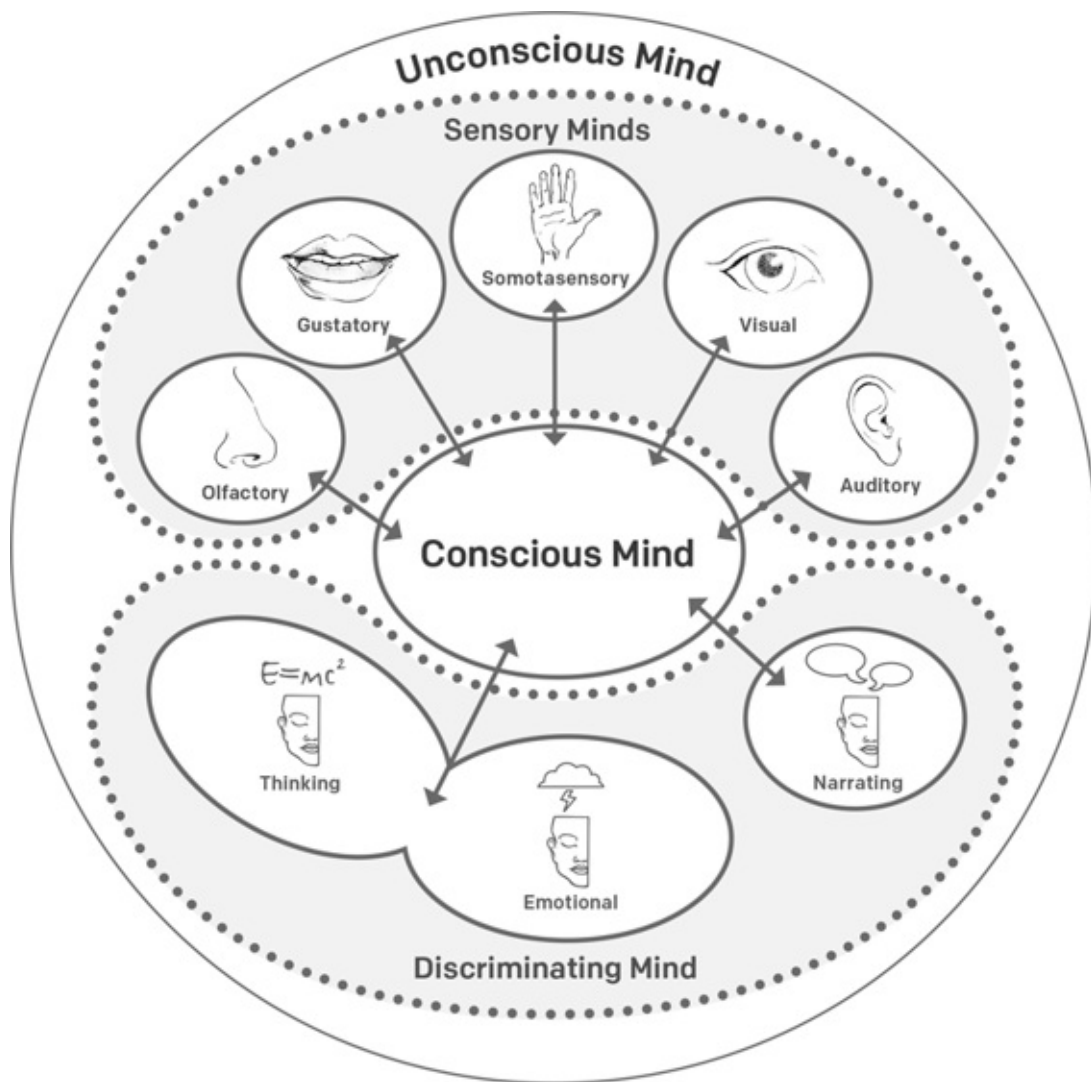 Unconscious Mind
Sensory Minds
Somotasensory
Gustatory
Visual
Olfactory
Auditory
Conscious Mind
E=mc²
Thinking
Narrating
Emotional
Discriminating Mind